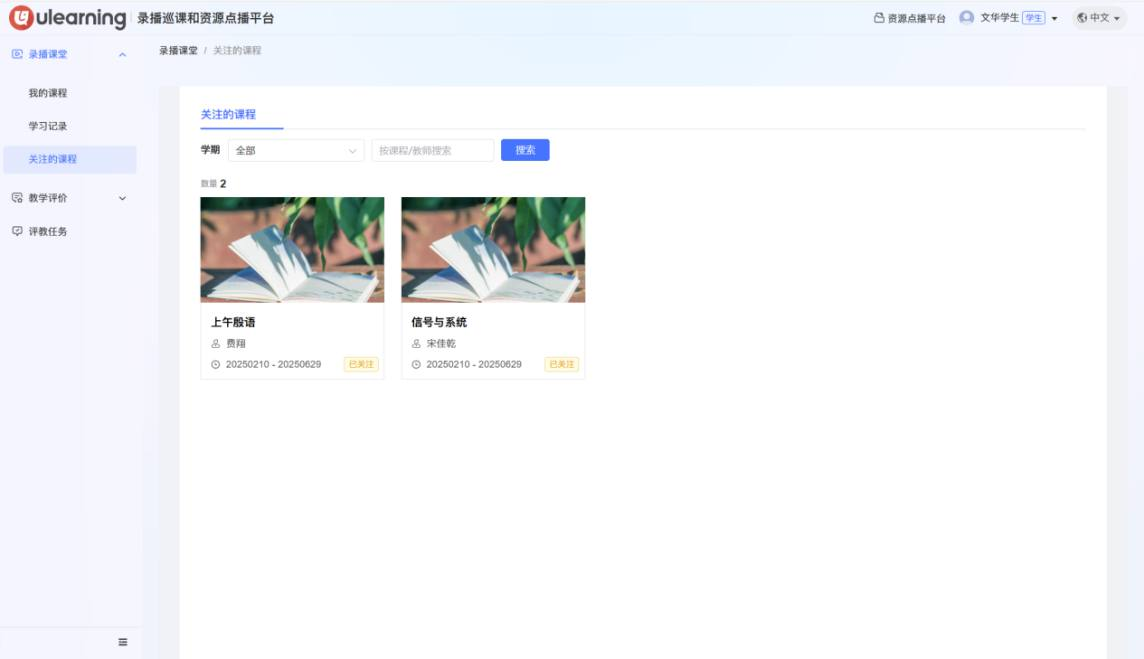 ulearning 录播巡课和资源点播平台
资源点播平台 文华学生 学生 中文
录播课堂
我的课程
学习记录
关注的课程
教学评价
评教任务
录播课堂 / 关注的课程
关注的课程
学期 全部 按课程/教师搜索 搜索
数量 2
上午殷语
费翔
20250210 - 20250629 已关注
信号与系统
宋佳乾
20250210 - 20250629 已关注